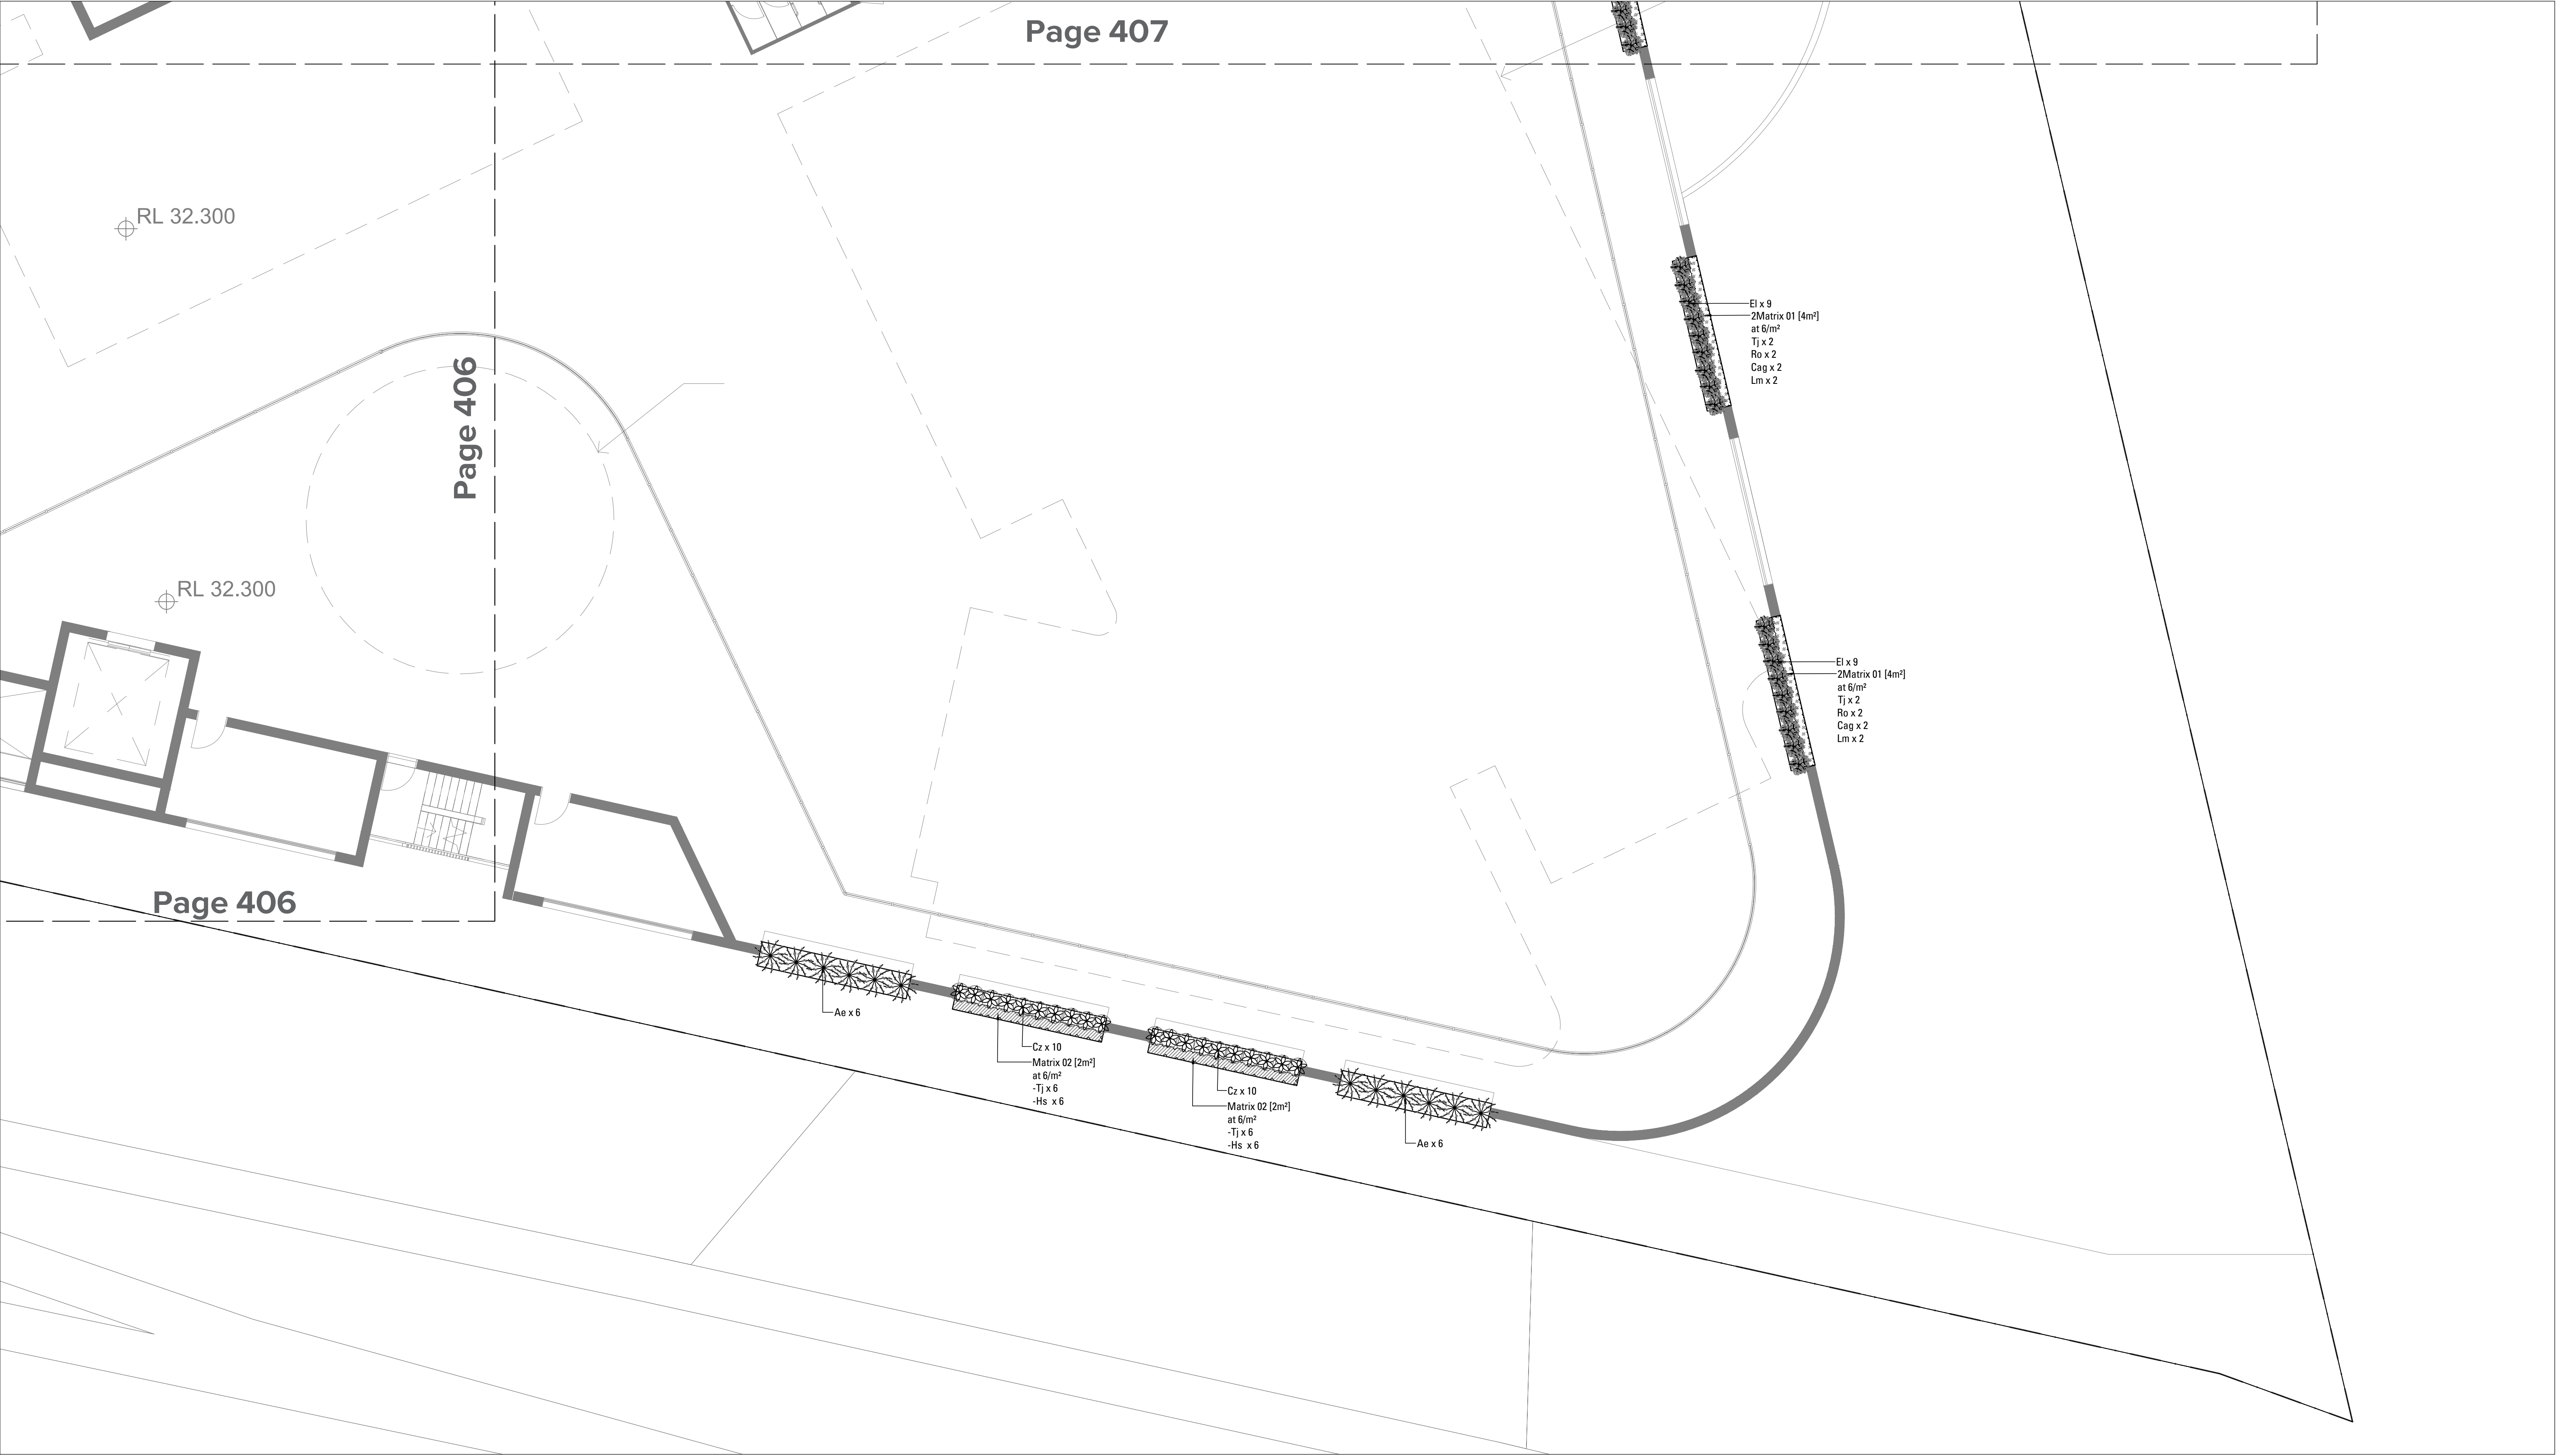 Page 407
RL 32.300
El x 9
2Matrix 01 [4m²]
at 6/m²
Tj x 2
Ro x 2
Cag x 2
Lm x 2
Page 406
RL 32.300
El x 9
2Matrix 01 [4m²]
at 6/m²
Tj x 2
Ro x 2
Cag x 2
Lm x 2
Page 406
Ae x 6
Cz x 10
Matrix 02 [2m²]
at 6/m²
-Tj x 6
-Hs x 6
Cz x 10
Matrix 02 [2m²]
at 6/m²
-Tj x 6
-Hs x 6
Ae x 6